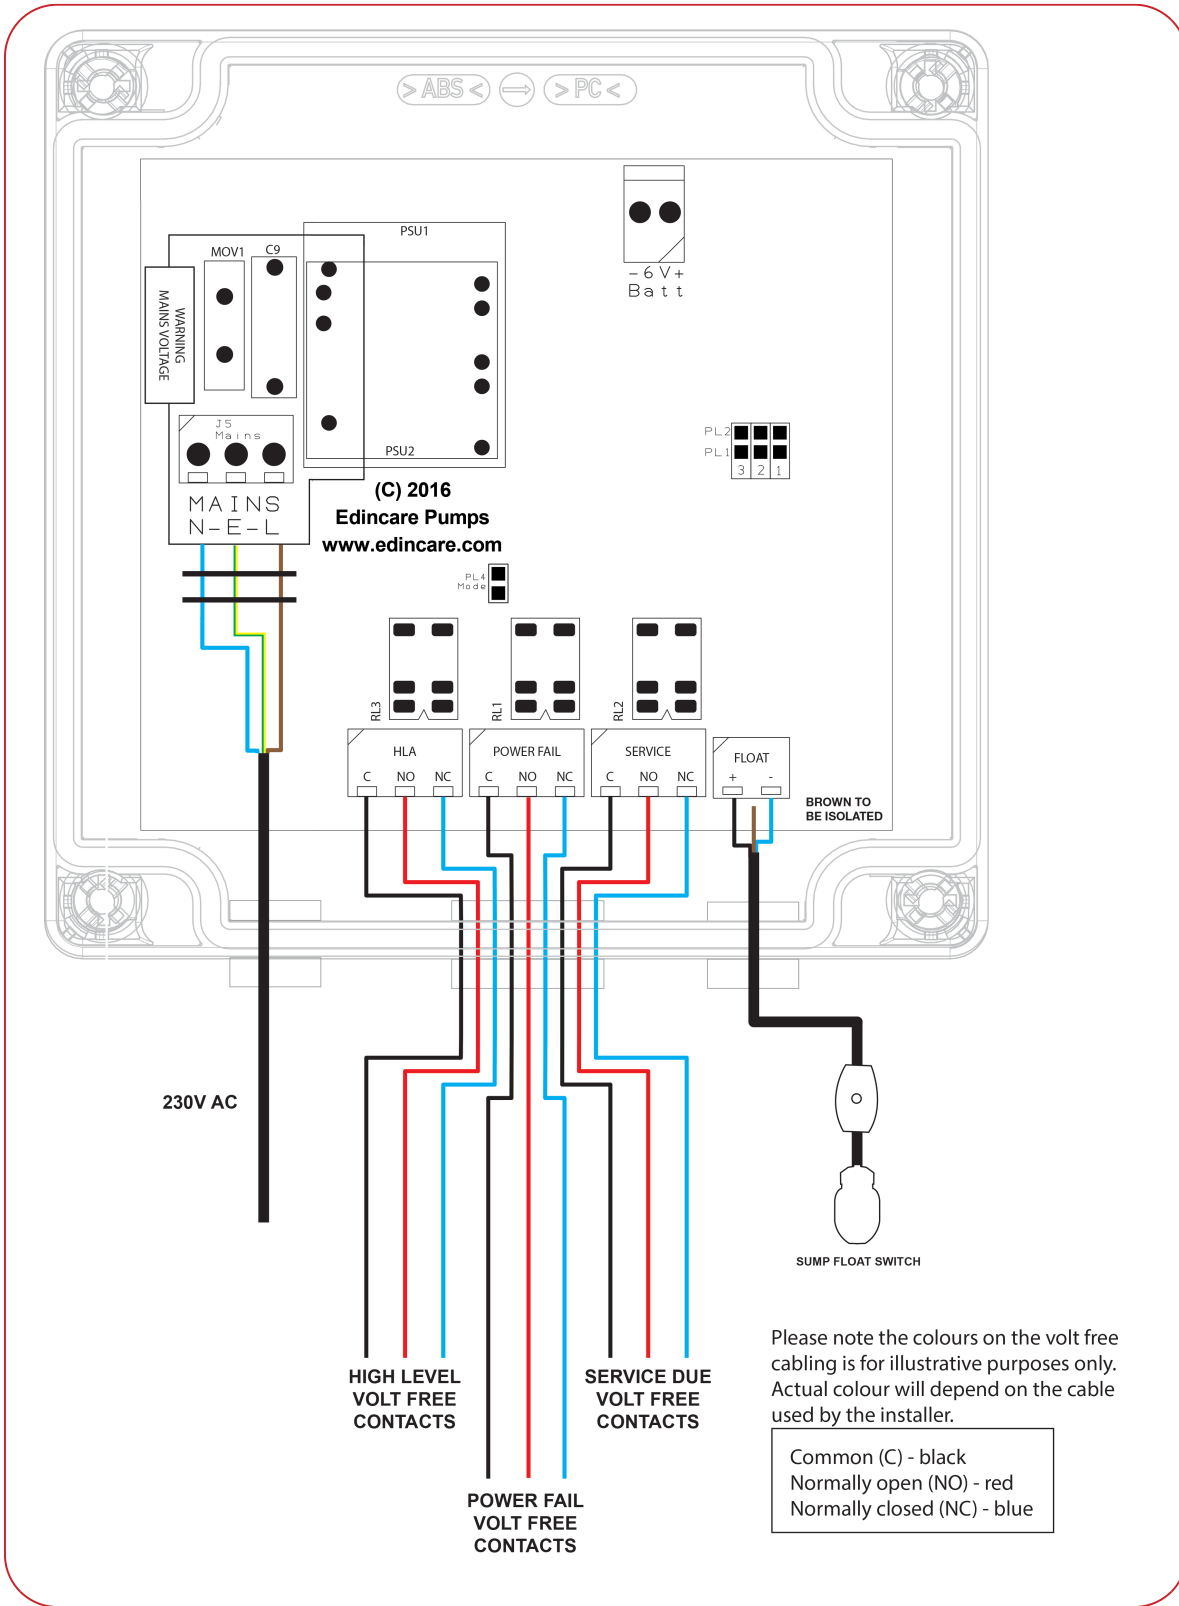 > ABS <
> PC <
PSU1
MOV1
C9
WARNING
MAINS VOLTAGE
- 6 V +
Batt
J5
Mains
PSU2
PL2
PL1
3 2 1
MAINS
N-E-L
(C) 2016
Edincare Pumps
www.edincare.com
PL4
Mode
RL3
RL1
RL2
HLA
C NO NC
POWER FAIL
C NO NC
SERVICE
C NO NC
FLOAT
+ -
BROWN TO
BE ISOLATED
230V AC
SUMP FLOAT SWITCH
HIGH LEVEL
VOLT FREE
CONTACTS
SERVICE DUE
VOLT FREE
CONTACTS
POWER FAIL
VOLT FREE
CONTACTS
Please note the colours on the volt free
cabling is for illustrative purposes only.
Actual colour will depend on the cable
used by the installer.
Common (C) - black
Normally open (NO) - red
Normally closed (NC) - blue